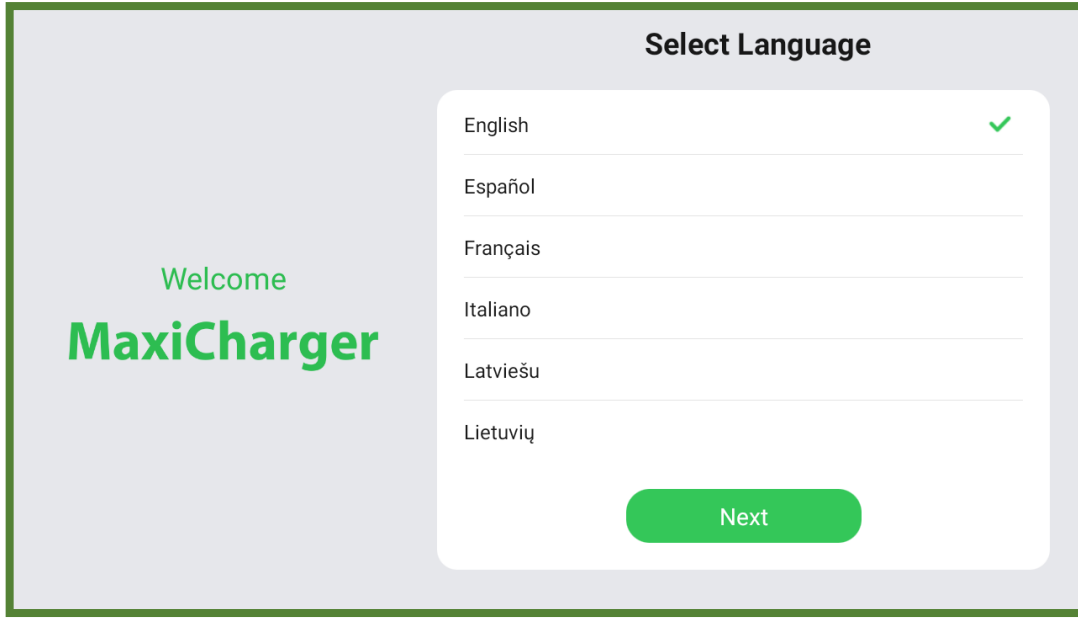 Select Language
English
Español
Français
Italiano
Latviešu
Lietuvių
Next
Welcome
MaxiCharger